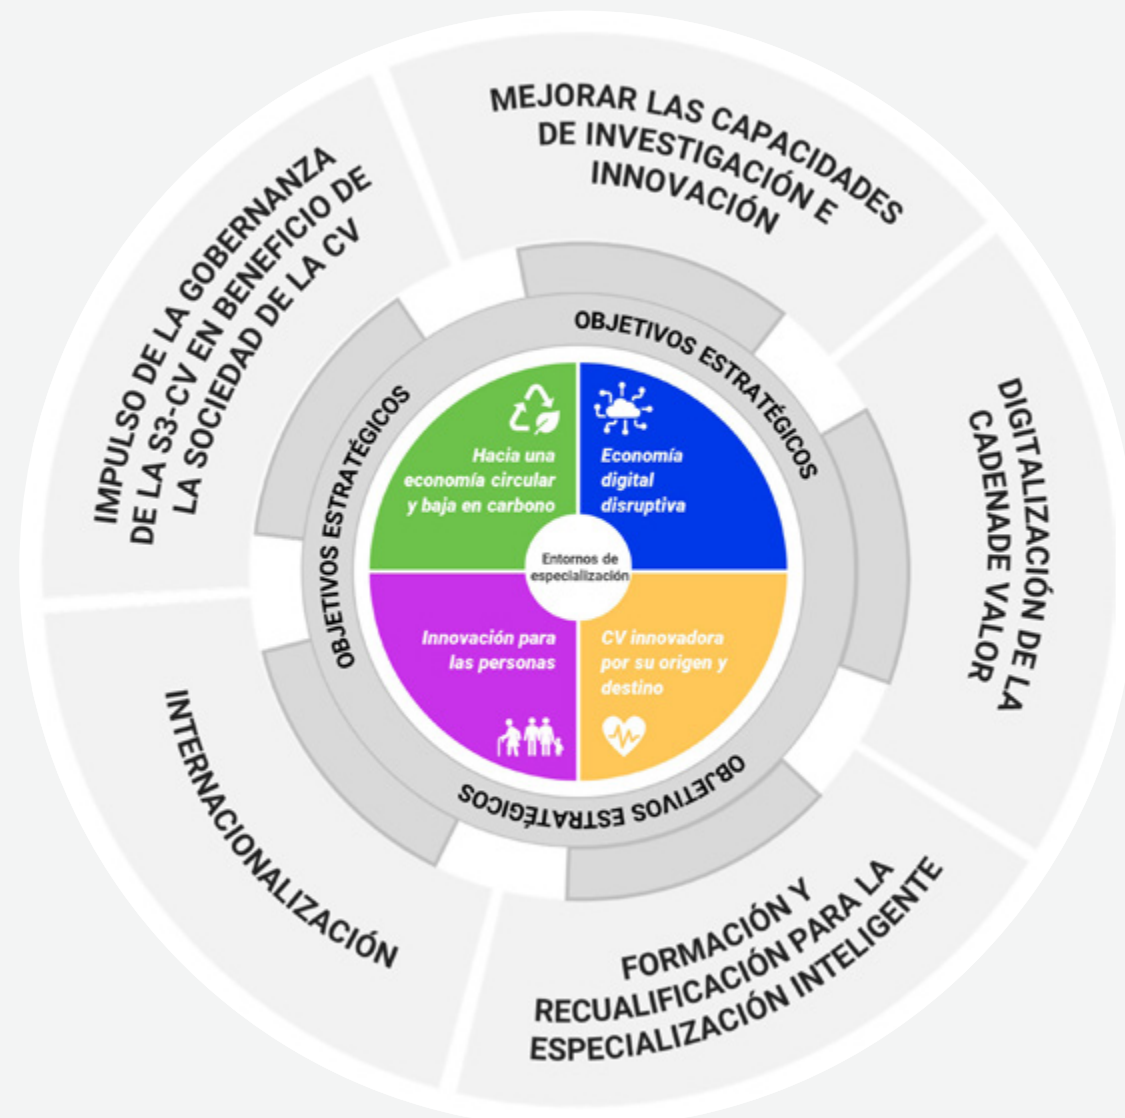 MEJORAR LAS CAPACIDADES
DE INVESTIGACIÓN E
INNOVACIÓN
DIGITALIZACIÓN DE LA
CADENADE VALOR
FORMACIÓN Y
RECUALIFICACIÓN PARA LA
ESPECIALIZACIÓN INTELIGENTE
INTERNACIONALIZACIÓN
IMPULSO DE LA GOBERNANZA
DE LA S3-CV EN BENEFICIO DE
LA SOCIEDAD DE LA CV
OBJETIVOS ESTRATÉGICOS
OBJETIVOS ESTRATÉGICOS
OBJETIVOS ESTRATÉGICOS
Hacia una
economía circular
y baja en carbono
Economía
digital
disruptiva
Entornos de
especialización
Innovación para
las personas
CV innovadora
por su origen y
destino